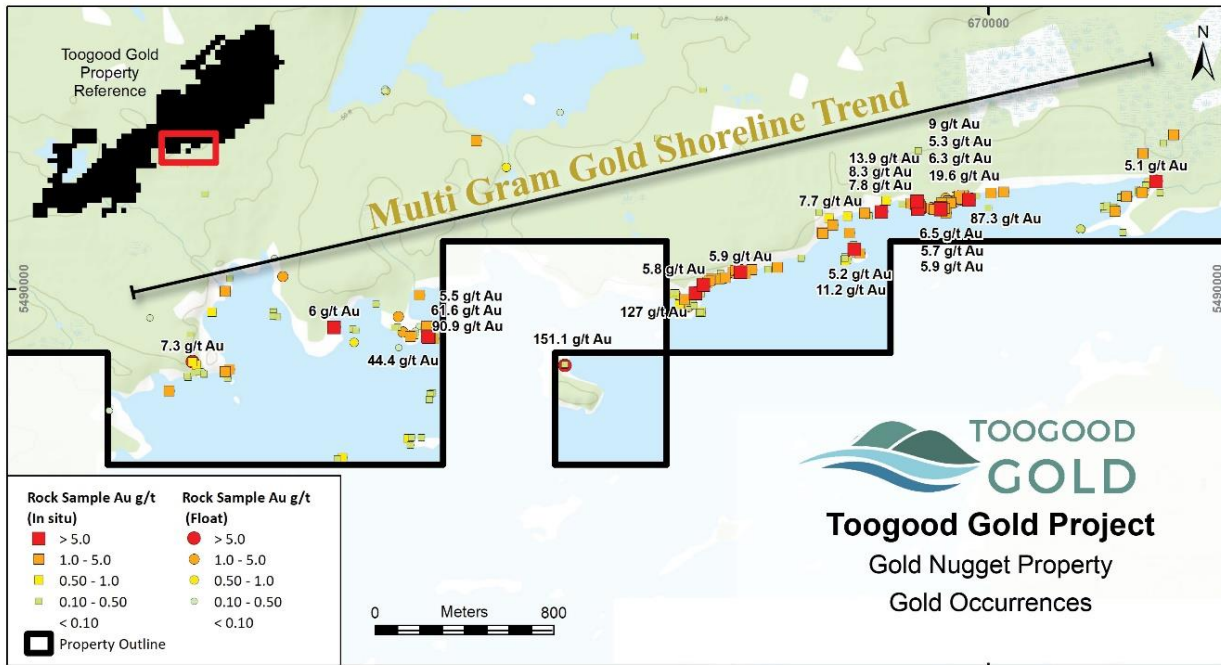 670000
N
Toogood Gold
Property
Reference
50 ft
Multi Gram Gold Shoreline Trend
9 g/t Au
5.3 g/t Au
13.9 g/t Au
6.3 g/t Au
8.3 g/t Au
19.6 g/t Au
7.8 g/t Au
5.1 g/t Au
7.7 g/t Au
87.3 g/t Au
6.5 g/t Au
5.7 g/t Au
5.9 g/t Au
5.8 g/t Au
5.9 g/t Au
5.2 g/t Au
11.2 g/t Au
127 g/t Au
5490000
5490000
6 g/t Au
5.5 g/t Au
61.6 g/t Au
90.9 g/t Au
7.3 g/t Au
44.4 g/t Au
151.1 g/t Au
TOOGOOD
GOLD
Toogood Gold Project
Gold Nugget Property
Gold Occurrences
Rock Sample Au g/t
(In situ)
> 5.0
1.0 - 5.0
0.50 - 1.0
0.10 - 0.50
< 0.10
Rock Sample Au g/t
(Float)
> 5.0
1.0 - 5.0
0.50 - 1.0
0.10 - 0.50
< 0.10
Property Outline
0 Meters 800
670000